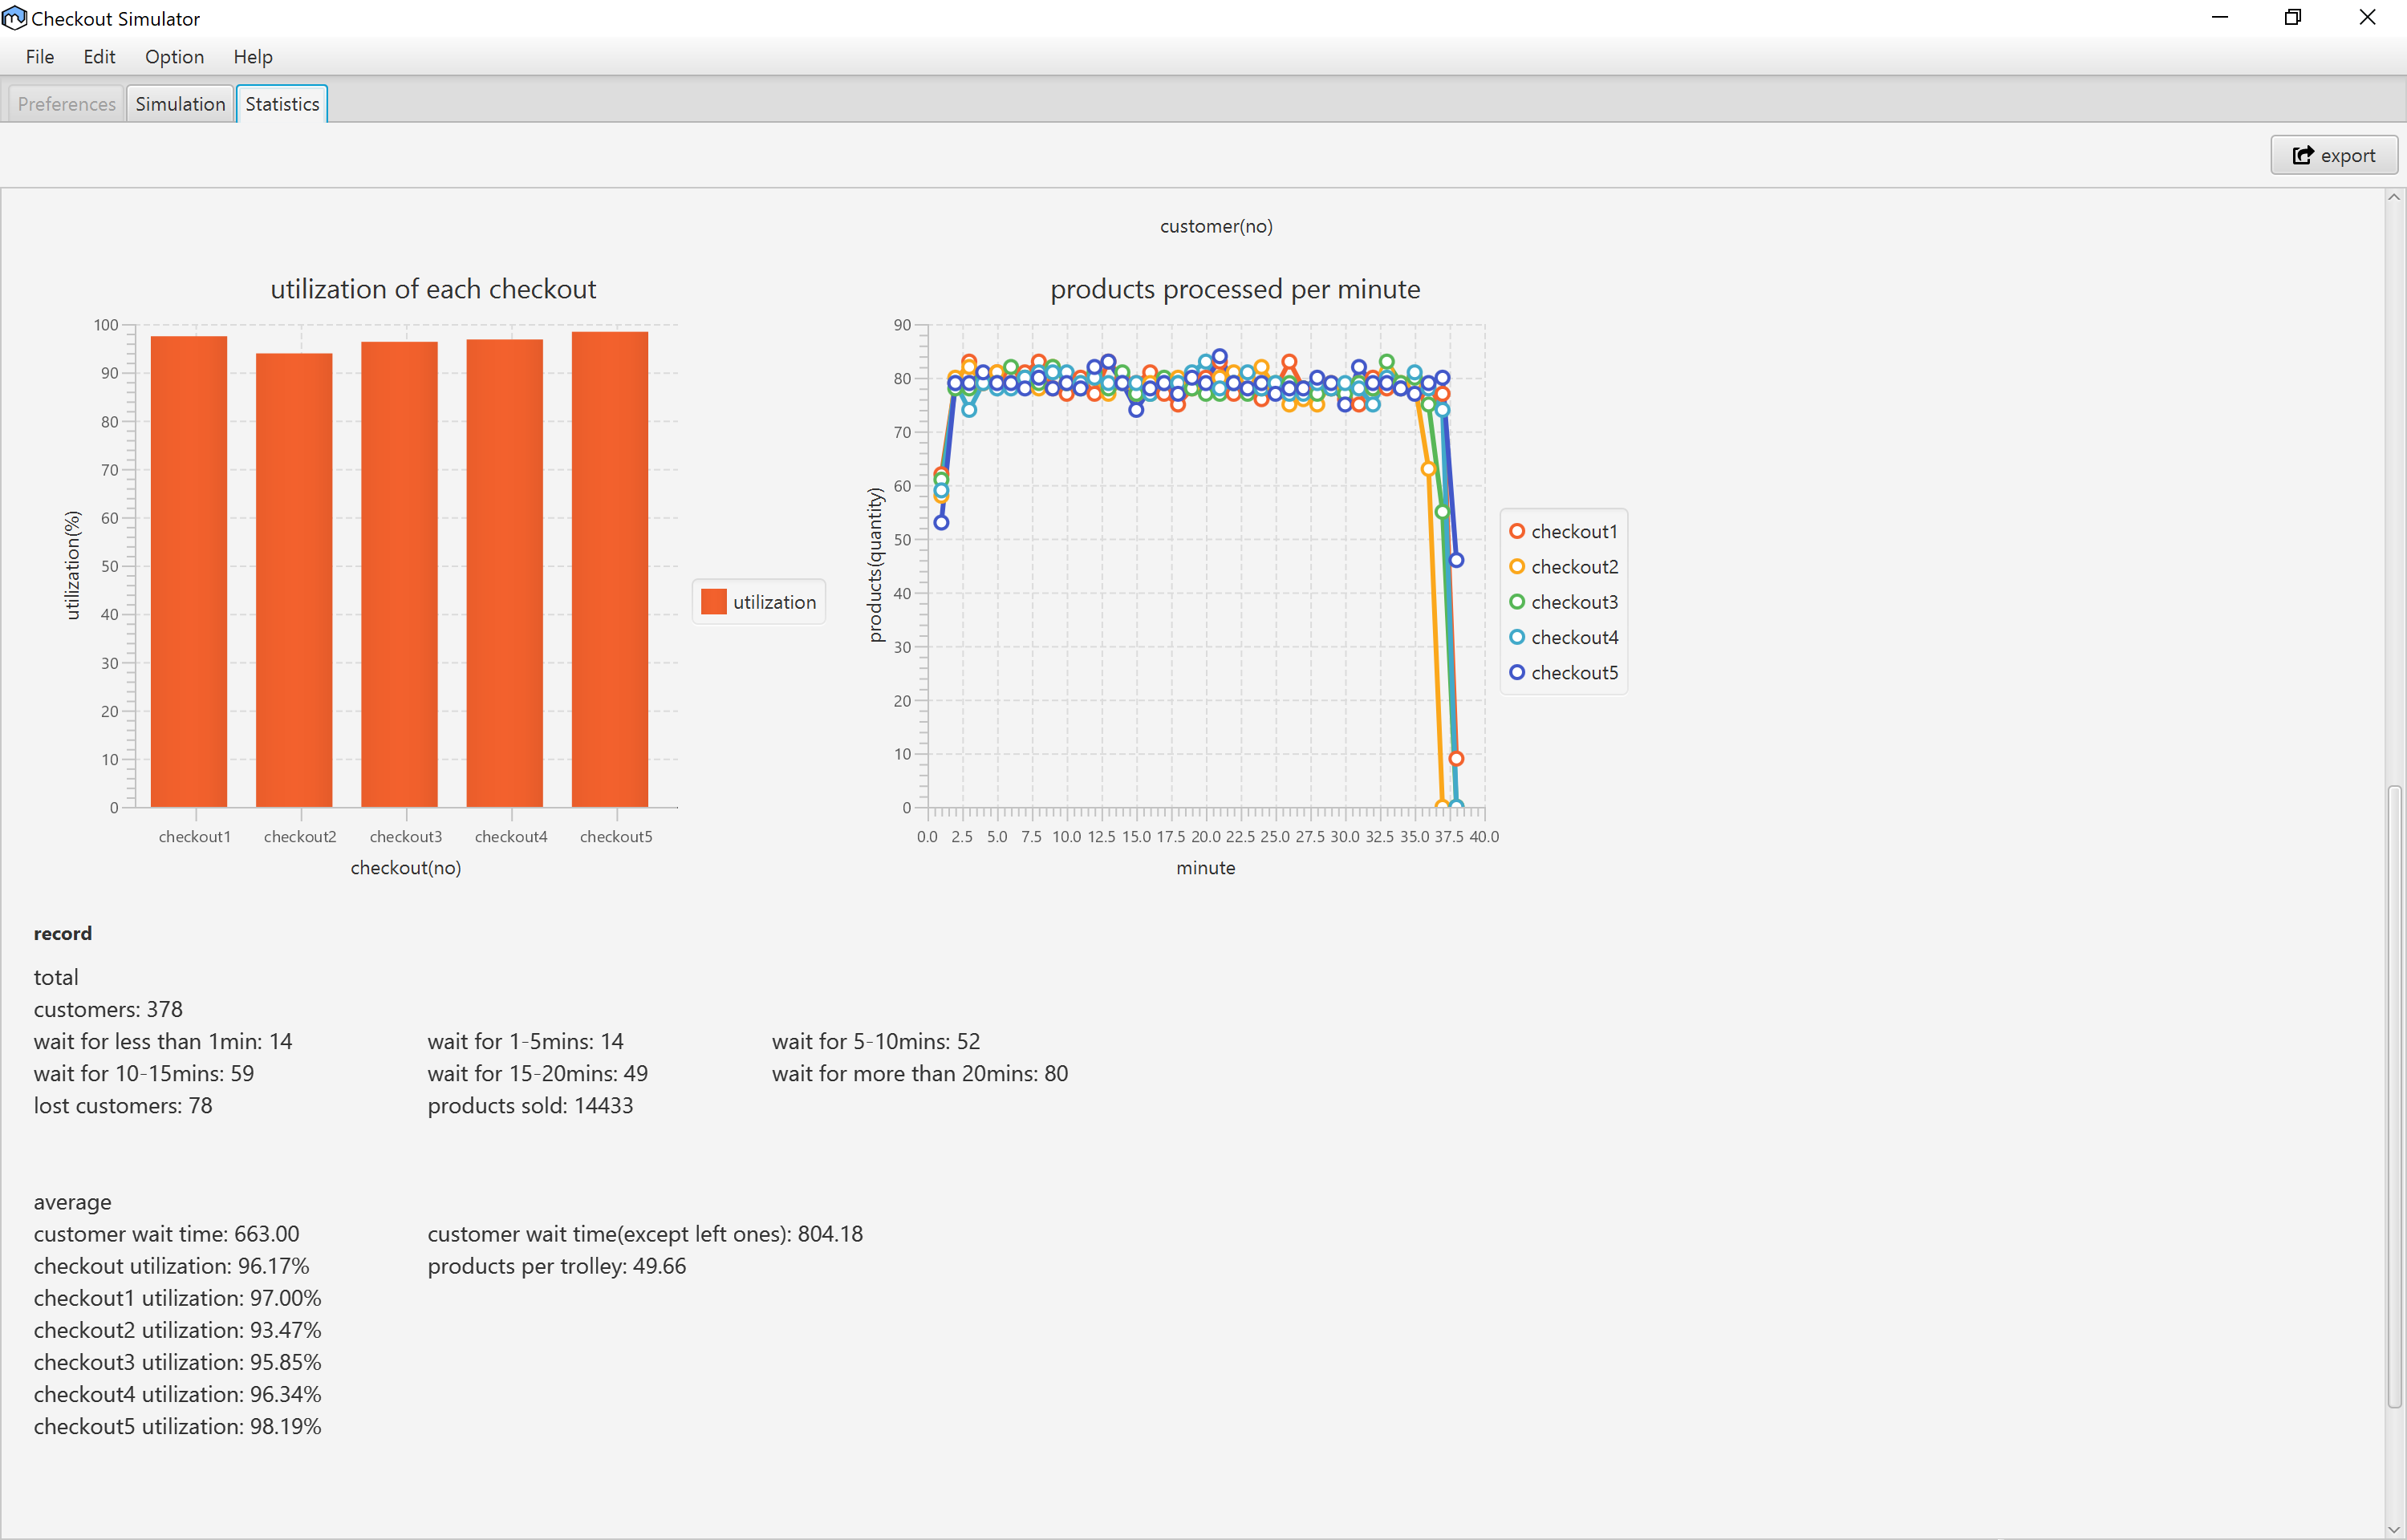 Checkout Simulator
File Edit Option Help
Preferences Simulation Statistics
export
customer(no)
utilization of each checkout
100
90
80
70
60
50
40
30
20
10
0
utilization(%)
checkout1 checkout2 checkout3 checkout4 checkout5
checkout(no)
utilization
products processed per minute
90
80
70
60
50
40
30
20
10
0
products(quantity)
0.0 2.5 5.0 7.5 10.0 12.5 15.0 17.5 20.0 22.5 25.0 27.5 30.0 32.5 35.0 37.5 40.0
minute
checkout1
checkout2
checkout3
checkout4
checkout5
record
total
customers: 378
wait for less than 1min: 14 wait for 1-5mins: 14 wait for 5-10mins: 52
wait for 10-15mins: 59 wait for 15-20mins: 49 wait for more than 20mins: 80
lost customers: 78 products sold: 14433
average
customer wait time: 663.00 customer wait time(except left ones): 804.18
checkout utilization: 96.17% products per trolley: 49.66
checkout1 utilization: 97.00%
checkout2 utilization: 93.47%
checkout3 utilization: 95.85%
checkout4 utilization: 96.34%
checkout5 utilization: 98.19%